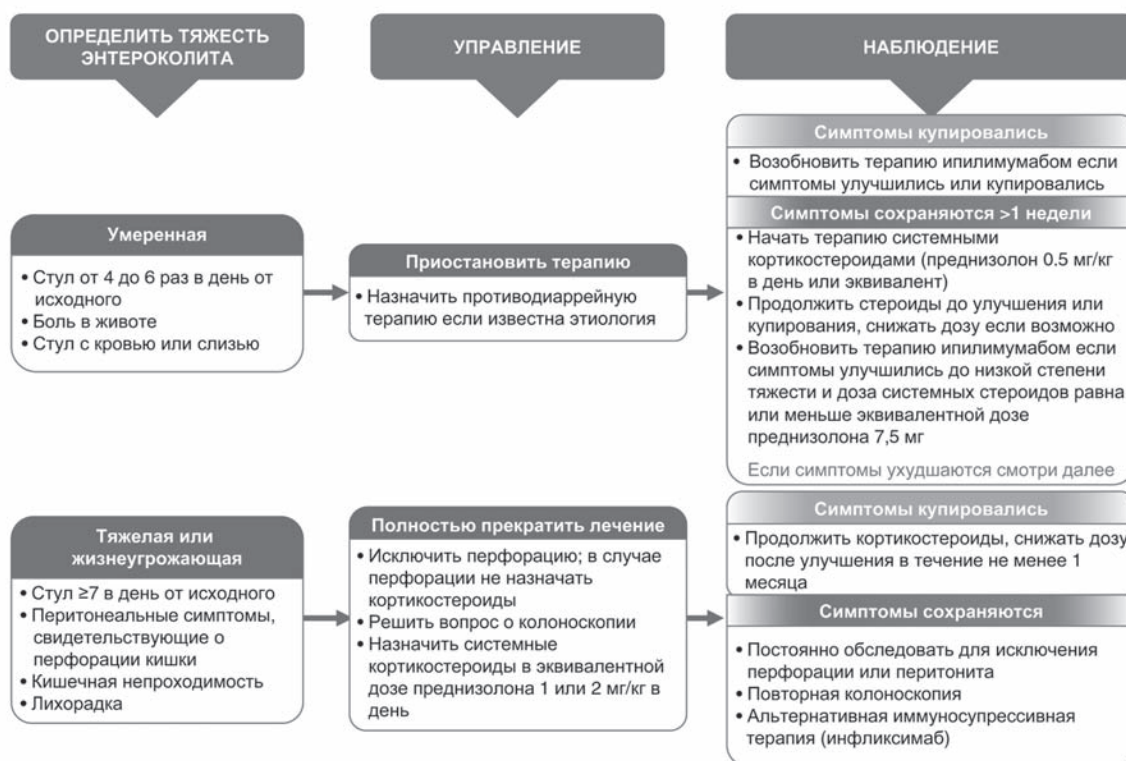 ОПРЕДЕЛИТЬ ТЯЖЕСТЬ
ЭНТЕРОКОЛИТА
УПРАВЛЕНИЕ
НАБЛЮДЕНИЕ
Умеренная
• Стул от 4 до 6 раз в день от
исходного
• Боль в животе
• Стул с кровью или слизью
Приостановить терапию
• Назначить противодиаррейную
терапию если известна этиология
Симптомы купировались
• Возобновить терапию ипилимумабом если
симптомы улучшились или купировались
Симптомы сохраняются >1 недели
• Начать терапию системными
кортикостероидами (преднизолон 0.5 мг/кг
в день или эквивалент)
• Продолжить стероиды до улучшения или
купирования, снижать дозу если возможно
• Возобновить терапию ипилимумабом если
симптомы улучшились до низкой степени
тяжести и доза системных стероидов равна
или меньше эквивалентной дозе
преднизолона 7,5 мг
Если симптомы ухудшаются смотри далее
Тяжелая или
жизнеугрожающая
• Стул ≥7 в день от исходного
• Перитонеальные симптомы,
свидетельствующие о
перфорации кишки
• Кишечная непроходимость
• Лихорадка
Полностью прекратить лечение
• Исключить перфорацию; в случае
перфорации не назначать
кортикостероиды
• Решить вопрос о колоноскопии
• Назначить системные
кортикостероиды в эквивалентной
дозе преднизолона 1 или 2 мг/кг в
день
Симптомы купировались
• Продолжить кортикостероиды, снижать дозу
после улучшения в течение не менее 1
месяца
Симптомы сохраняются
• Постоянно обследовать для исключения
перфорации или перитонита
• Повторная колоноскопия
• Альтернативная иммуносупрессивная
терапия (инфликсимаб)